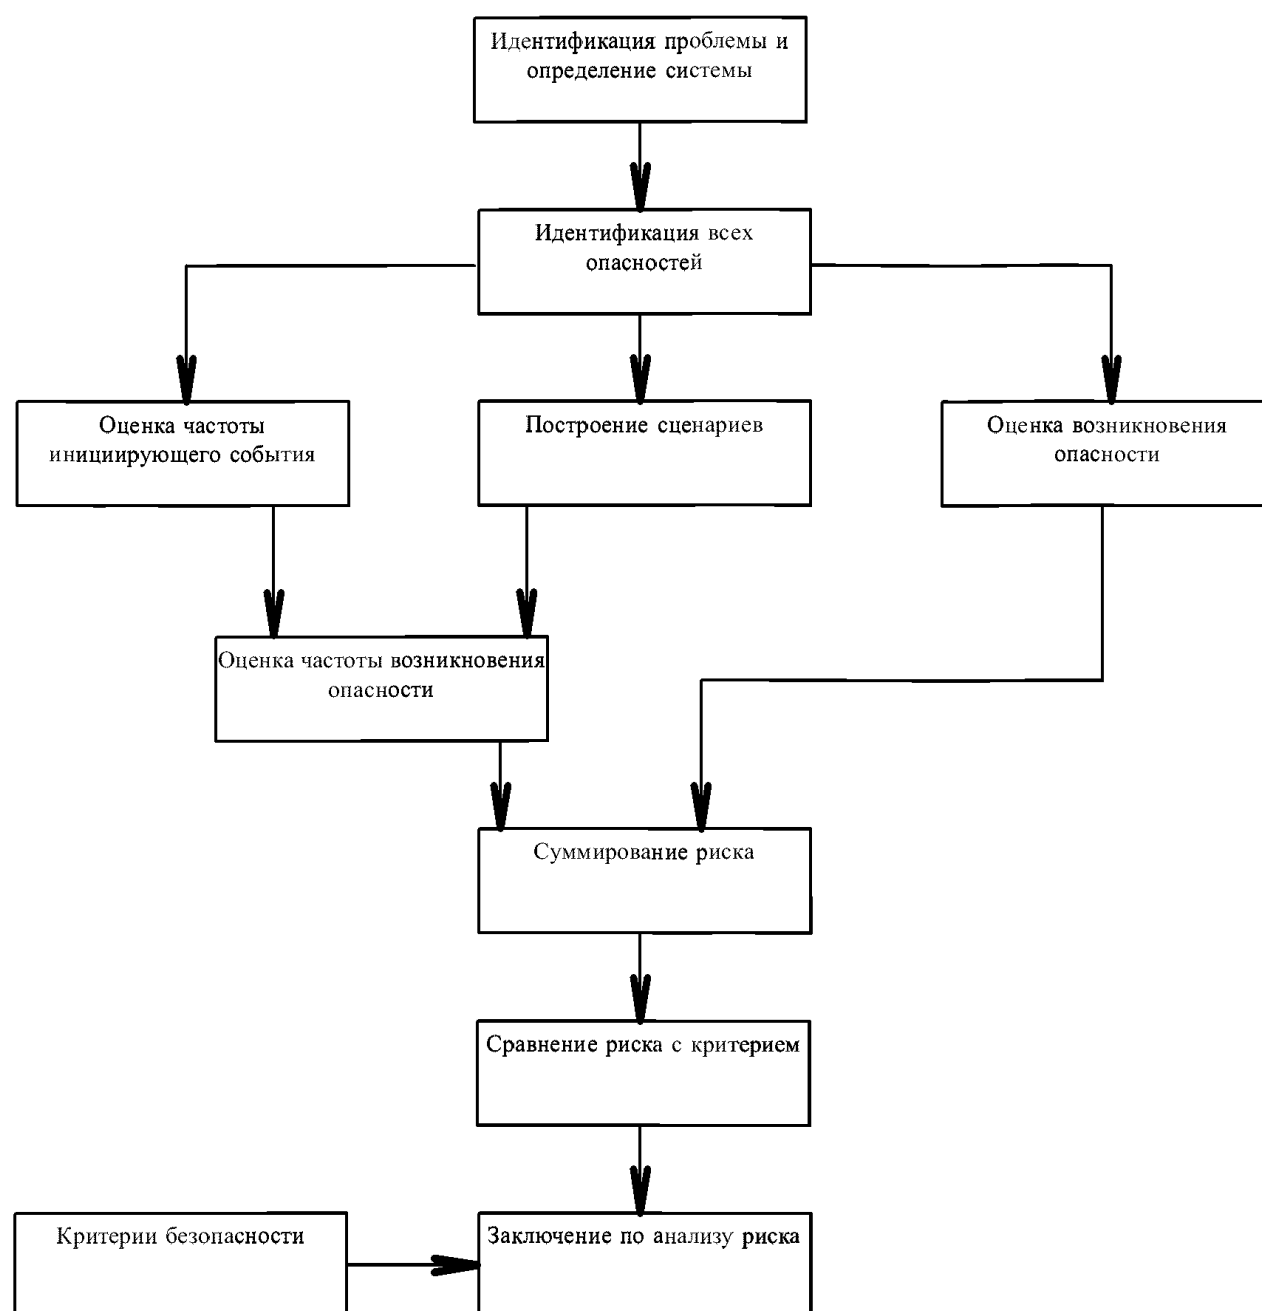 Идентификация проблемы и
определение системы
Идентификация всех
опасностей
Оценка частоты
инициирующего события
Построение сценариев
Оценка возникновения
опасности
Оценка частоты возникновения
опасности
Суммирование риска
Сравнение риска с критерием
Критерии безопасности
Заключение по анализу риска